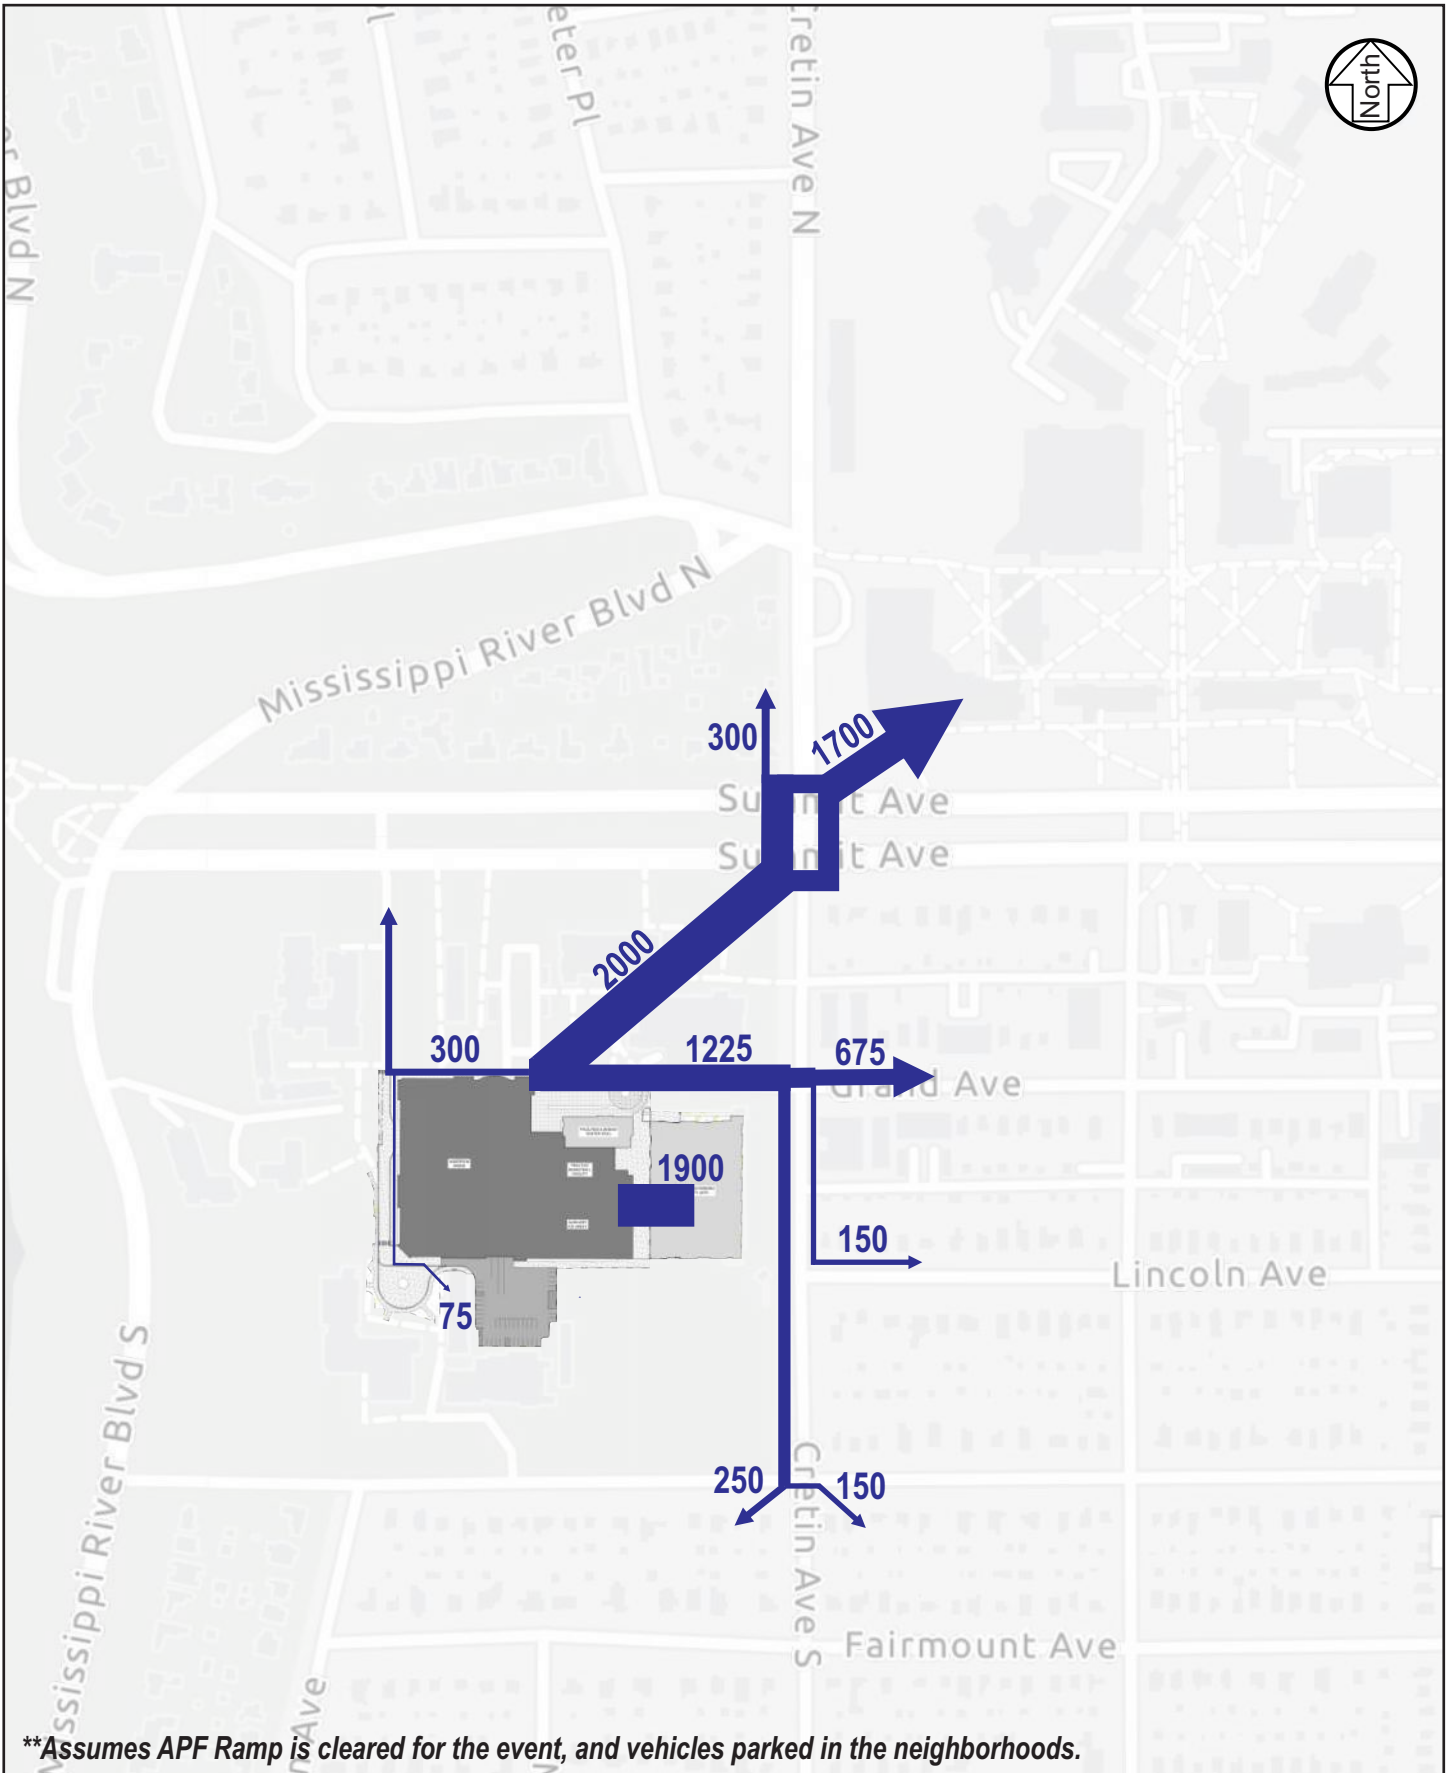 Cretin Ave N
North
Mississippi River Blvd N
300
1700
Summit Ave
Summit Ave
2000
300
1225
675
Grand Ave
1900
150
Lincoln Ave
75
Mississippi River Blvd S
250
150
Cretin Ave S
Fairmount Ave
**Assumes APF Ramp is cleared for the event, and vehicles parked in the neighborhoods.